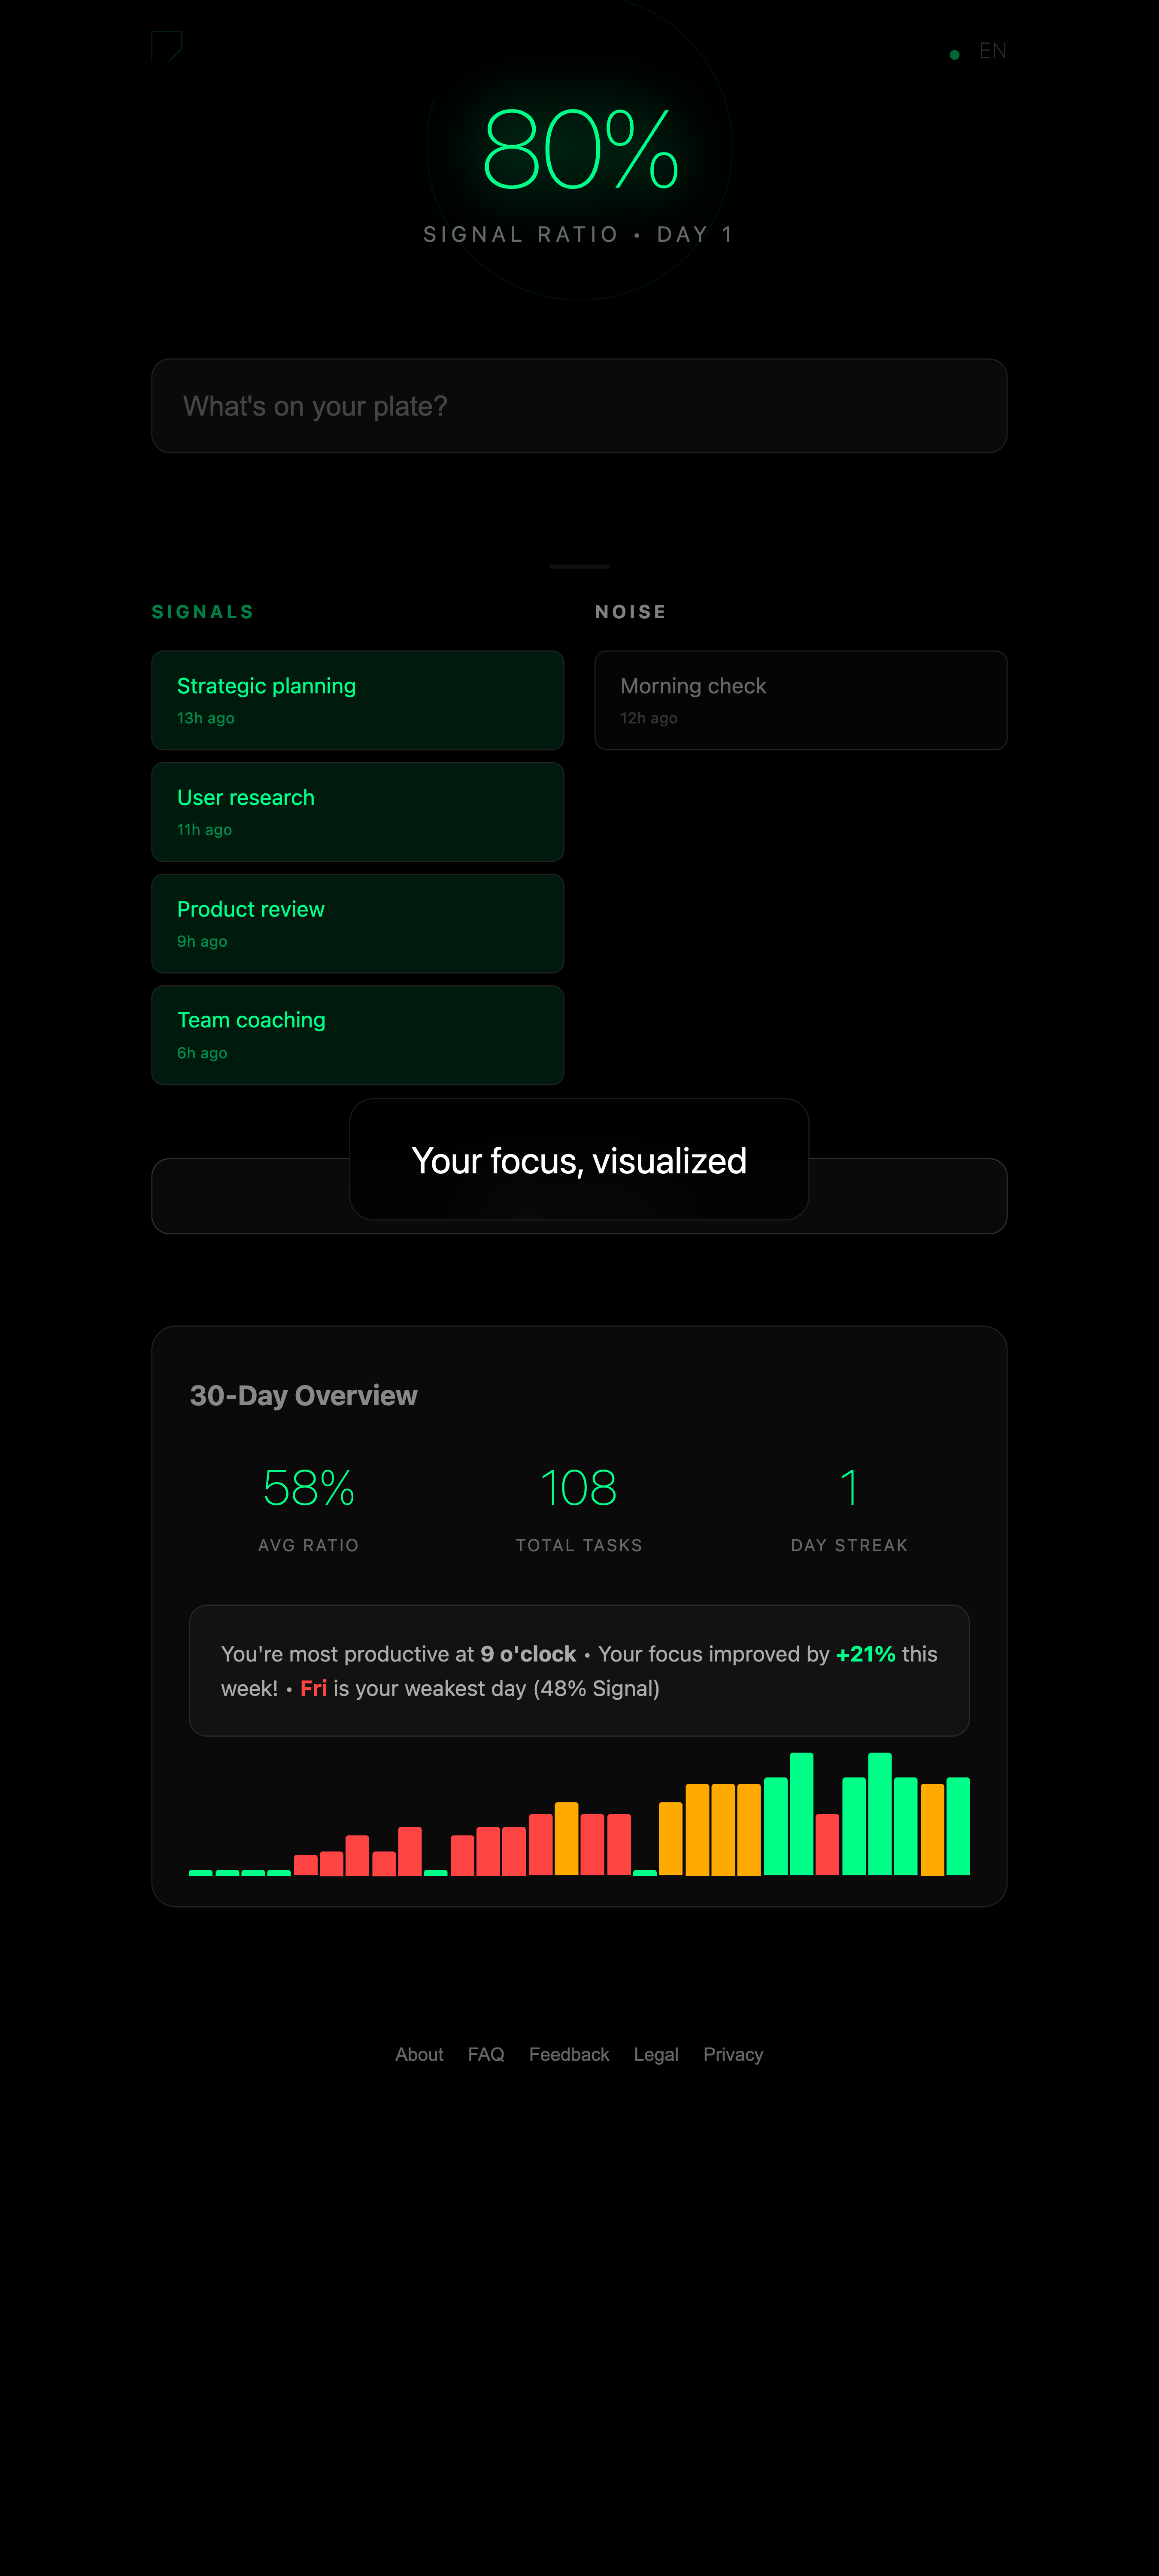 EN
80%
SIGNAL RATIO • DAY 1
What's on your plate?
SIGNALS
Strategic planning
13h ago
User research
11h ago
Product review
9h ago
Team coaching
6h ago
NOISE
Morning check
12h ago
Your focus, visualized
30-Day Overview
58%
AVG RATIO
108
TOTAL TASKS
1
DAY STREAK
You're most productive at 9 o'clock • Your focus improved by +21% this
week! • Fri is your weakest day (48% Signal)
About FAQ Feedback Legal Privacy